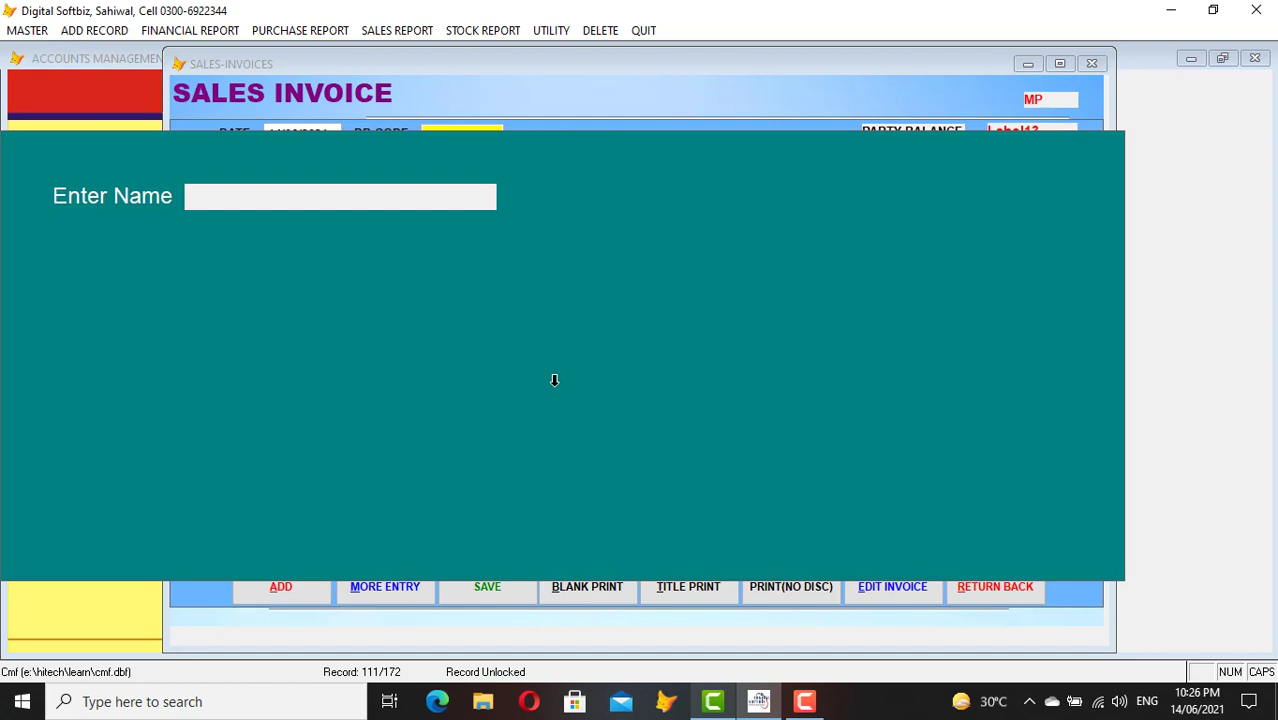 Digital Softbiz, Sahiwal, Cell 0300-6922344
MASTER ADD RECORD FINANCIAL REPORT PURCHASE REPORT SALES REPORT STOCK REPORT UTILITY DELETE QUIT
ACCOUNTS MANAGEMEN
SALES-INVOICES
SALES INVOICE
MP
PARTY BALANCE Label13
Enter Name
ADD MORE ENTRY SAVE BLANK PRINT TITLE PRINT PRINT(NO DISC) EDIT INVOICE RETURN BACK
Cmf (e:\hitech\learn\cmf.dbf) Record: 111/172 Record Unlocked NUM CAPS
Type here to search 30°C ENG 10:26 PM
14/06/2021